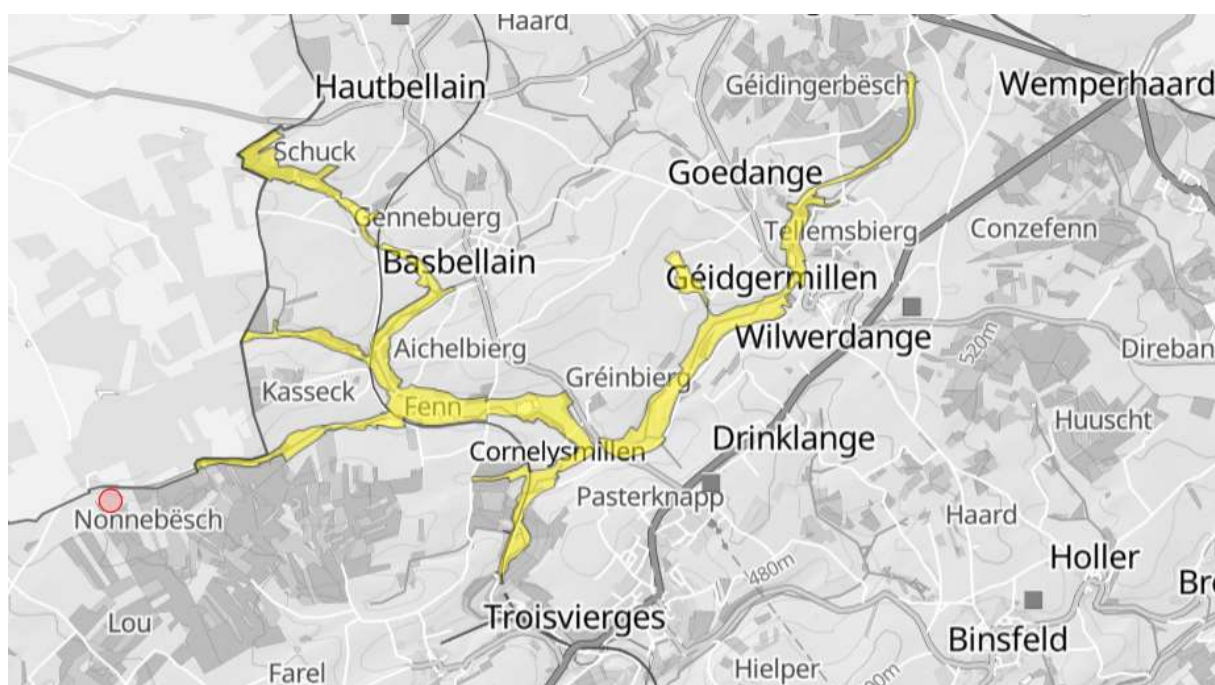 Haard
Hautbellain
Géidingerbësch
Wemperhaard
Schuck
Goedange
Gennebuerg
Tellemsbierg
Conzefenn
Basbellain
Géidgermillen
Aichelbierg
Wilwerdange
520m
Direban
Kasseck
Gréinbierg
Fenn
Huuscht
Cornelysmillen
Drinklange
Pasterknapp
Nonnebësch
Haard
480m
Holler
Bro
Lou
Troisvierges
Binsfeld
Farel
Hielper